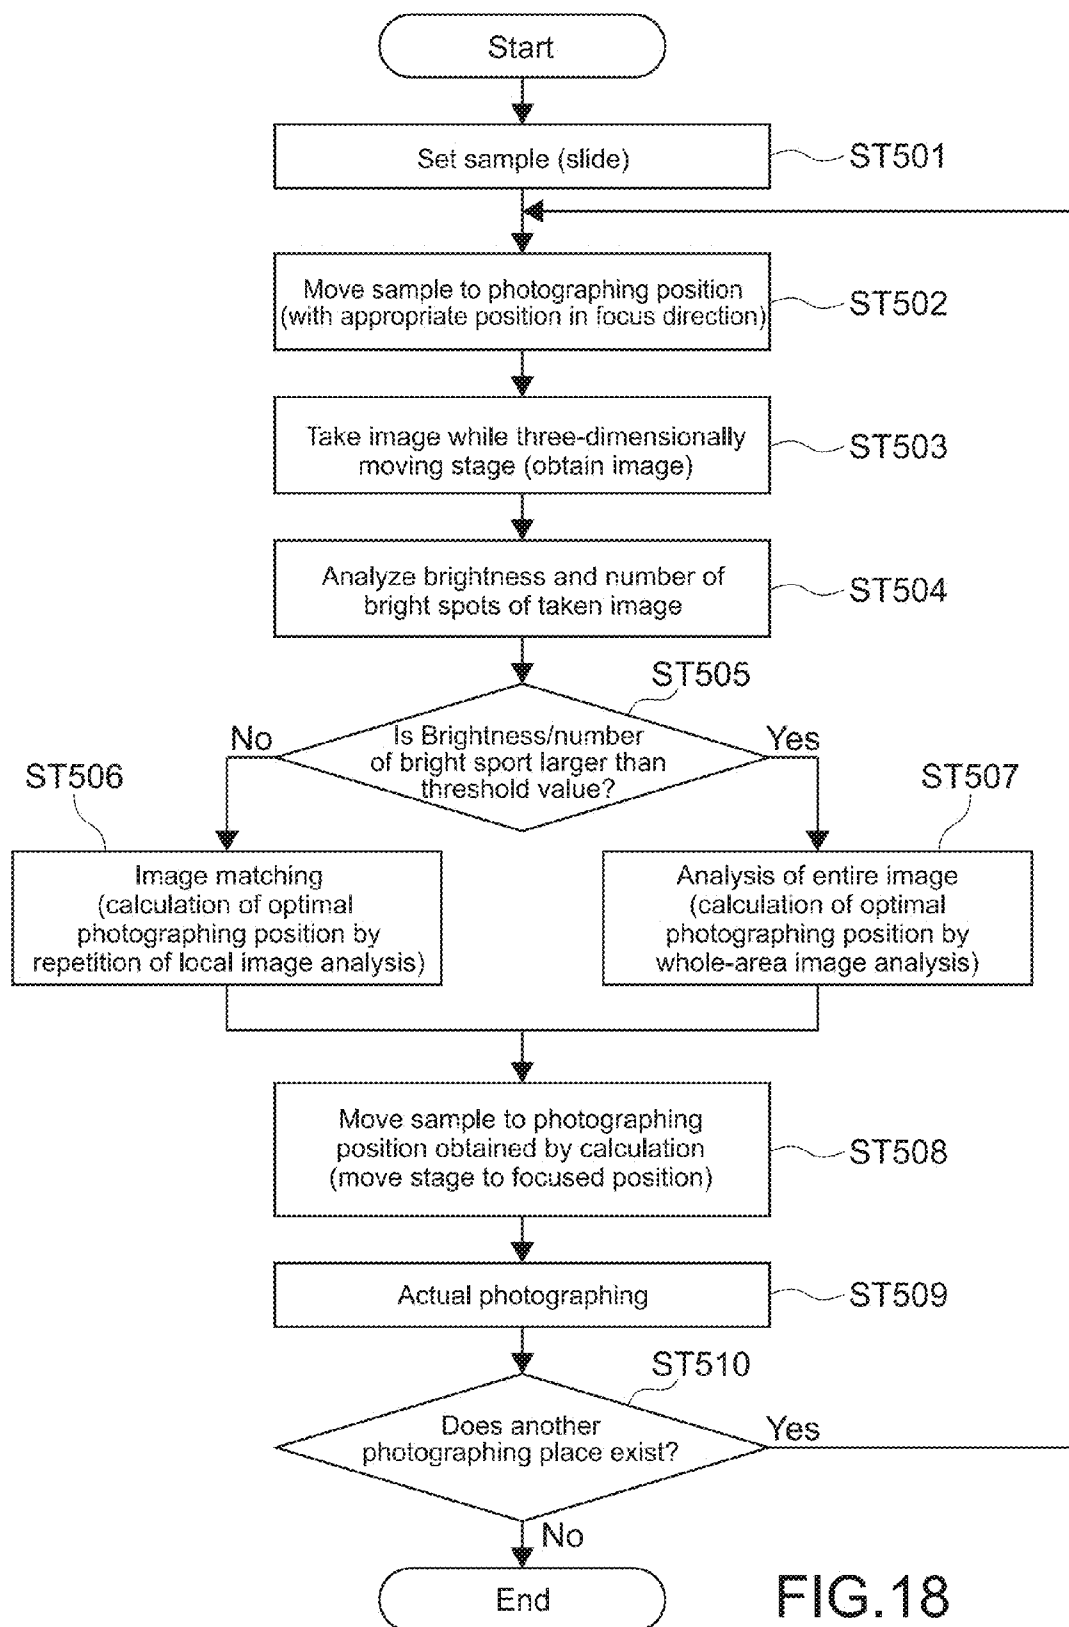 Start
Set sample (slide)
ST501
Move sample to photographing position
(with appropriate position in focus direction)
ST502
Take image while three-dimensionally
moving stage (obtain image)
ST503
Analyze brightness and number of
bright spots of taken image
ST504
ST505
Is Brightness/number
of bright sport larger than
threshold value?
No
Yes
ST506
Image matching
(calculation of optimal
photographing position by
repetition of local image analysis)
ST507
Analysis of entire image
(calculation of optimal
photographing position by
whole-area image analysis)
Move sample to photographing
position obtained by calculation
(move stage to focused position)
ST508
Actual photographing
ST509
ST510
Does another
photographing place exist?
Yes
No
End
FIG.18